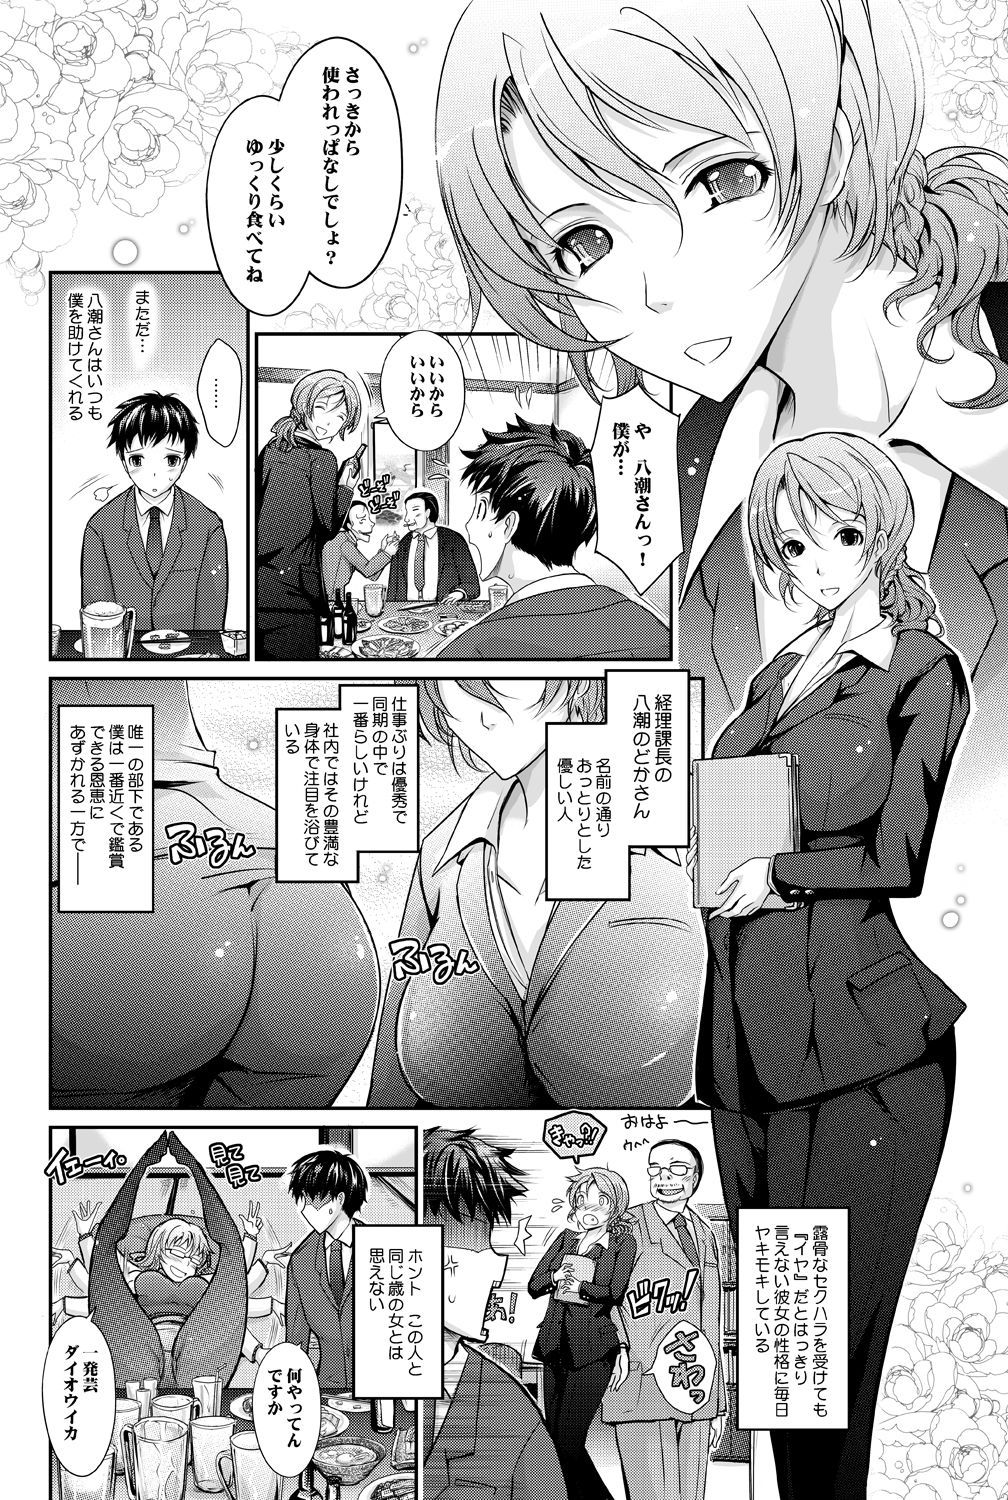 さっきから
使われっぱなしでしょ?
少しくらい
ゆっくり食べてね
や 八潮さんっ!
僕が…
いいから
いいから
どーぞ
どーぞ
……
まただ…
八潮さんはいつも
僕を助けてくれる
経理課長の
八潮のどかさん
名前の通り
おっとりとした
優しい人
仕事ぶりは優秀で
同期の中で
一番らしいけれど
社内ではその豊満な
身体で注目を浴びて
いる
ふるん
唯一の部下である
僕は一番近くで鑑賞
できる恩恵に
あずかれる一方で──
ふるん
おはよ〜
きゃっ?!
ビクッ!
さわっ
露骨なセクハラを受けても
『イヤ』だとはっきり
言えない彼女の性格に毎日
ヤキモキしている
ホント この人と
同じ歳の女とは
思えない
見て
見て
イェーィ。
何やってん
ですか
一発芸
ダイオウイカ